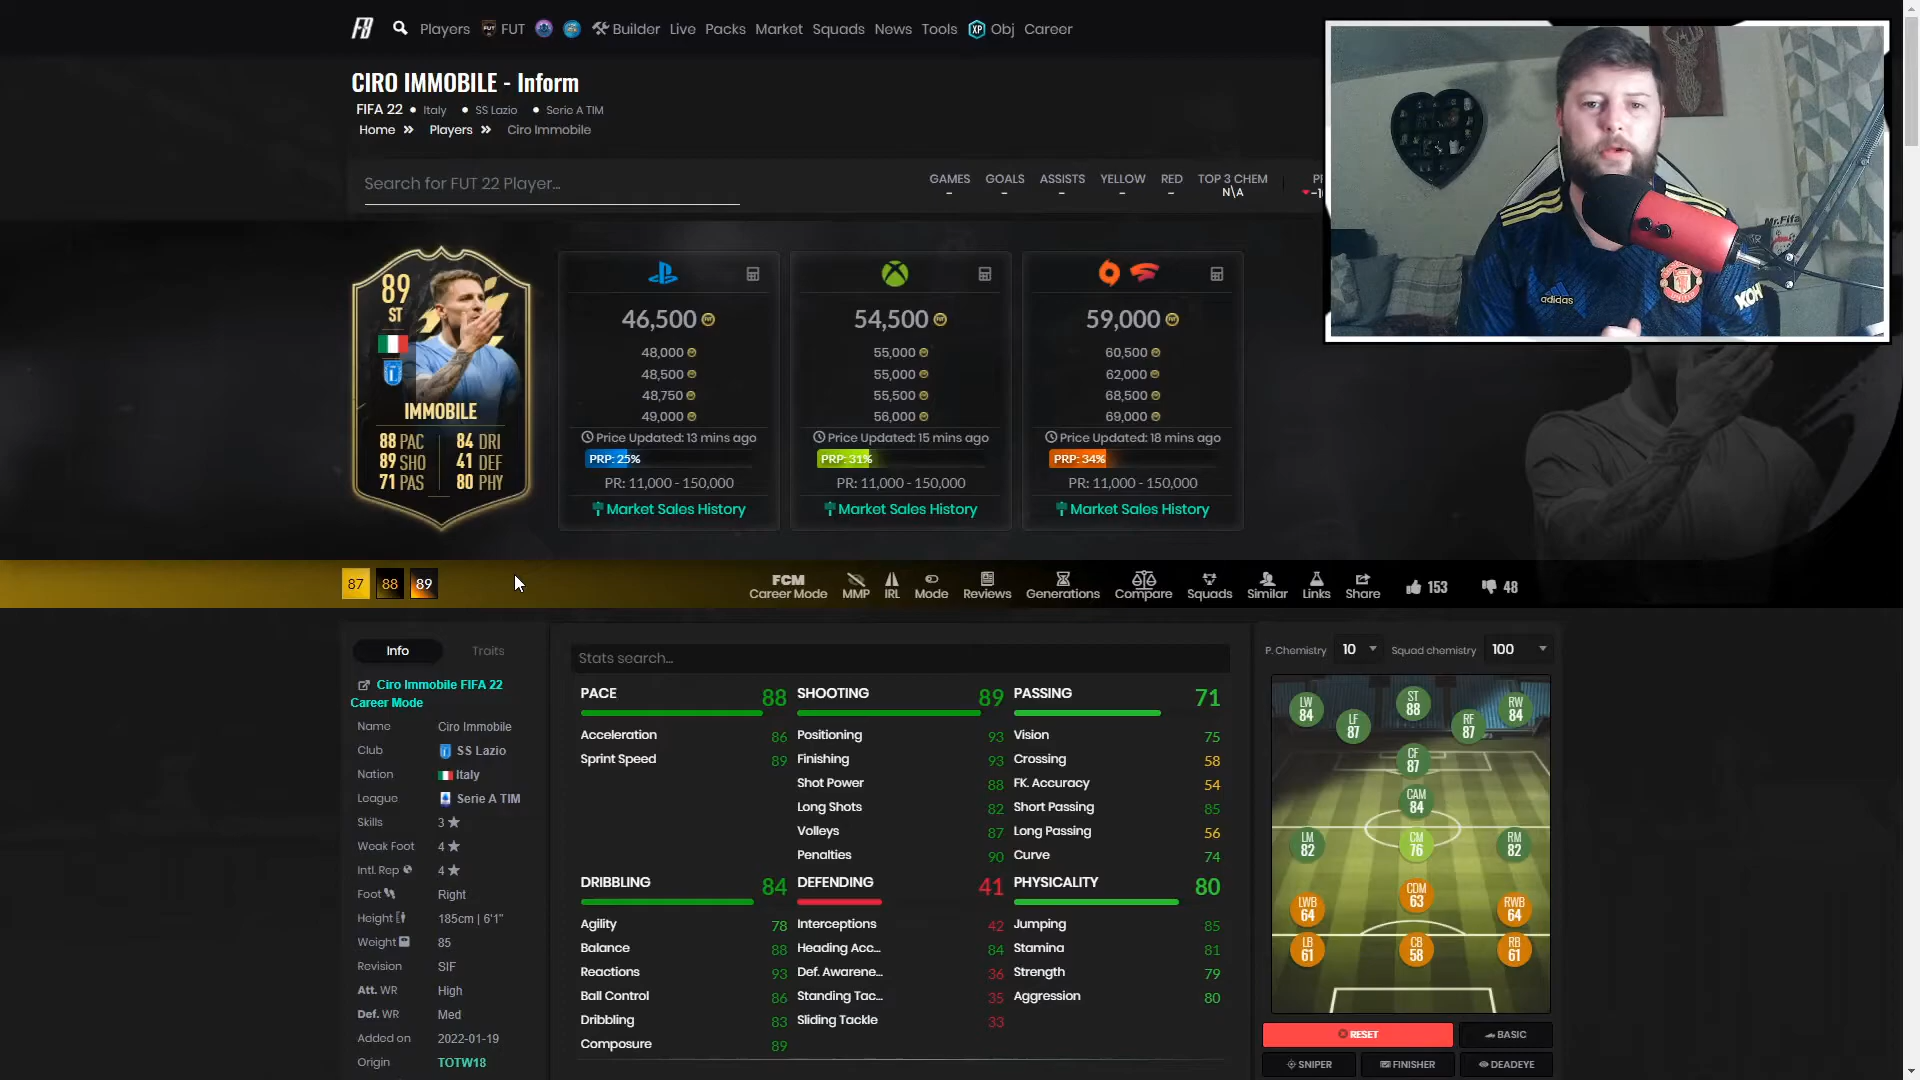 FB Players FUT Builder Live Packs Market Squads News Tools XP Obj Career
CIRO IMMOBILE - Inform
FIFA 22 • Italy • SS Lazio • Serie A TIM
Home » Players » Ciro Immobile
Search for FUT 22 Player...
GAMES GOALS ASSISTS YELLOW RED TOP 3 CHEM
- - - - - N\A
89
ST
IMMOBILE
88 PAC 84 DRI
89 SHO 41 DEF
71 PAS 80 PHY
46,500
48,000
48,500
48,750
49,000
Price Updated: 13 mins ago
PRP: 25%
PR: 11,000 - 150,000
Market Sales History
54,500
55,000
55,000
55,500
56,000
Price Updated: 15 mins ago
PRP: 31%
PR: 11,000 - 150,000
Market Sales History
59,000
60,500
62,000
68,500
69,000
Price Updated: 18 mins ago
PRP: 34%
PR: 11,000 - 150,000
Market Sales History
adidas
Mr.Fifa
KOH
87 88 89
FCM
Career Mode MMP IRL Mode Reviews Generations Compare Squads Similar Links Share 153 48
Info Traits
Ciro Immobile FIFA 22
Career Mode
Name Ciro Immobile
Club SS Lazio
Nation Italy
League Serie A TIM
Skills 3
Weak Foot 4
Intl. Rep 4
Foot Right
Height 185cm | 6'1"
Weight 85
Revision SIF
Att. WR High
Def. WR Med
Added on 2022-01-19
Origin TOTW18
Stats search...
PACE 88
Acceleration 86
Sprint Speed 89
SHOOTING 89
Positioning 93
Finishing 93
Shot Power 88
Long Shots 82
Volleys 87
Penalties 90
PASSING 71
Vision 75
Crossing 58
FK. Accuracy 54
Short Passing 85
Long Passing 56
Curve 74
DRIBBLING 84
Agility 78
Balance 88
Reactions 93
Ball Control 86
Dribbling 83
Composure 89
DEFENDING 41
Interceptions 42
Heading Acc... 84
Def. Awarene... 36
Standing Tac... 35
Sliding Tackle 33
PHYSICALITY 80
Jumping 85
Stamina 81
Strength 79
Aggression 80
P. Chemistry 10 Squad chemistry 100
LW
84
ST
88
RW
84
LF
87
RF
87
CF
87
CAM
84
LM
82
CM
76
RM
82
CDM
63
LWB
64
RWB
64
LB
61
CB
58
RB
61
RESET BASIC
SNIPER FINISHER DEADEYE